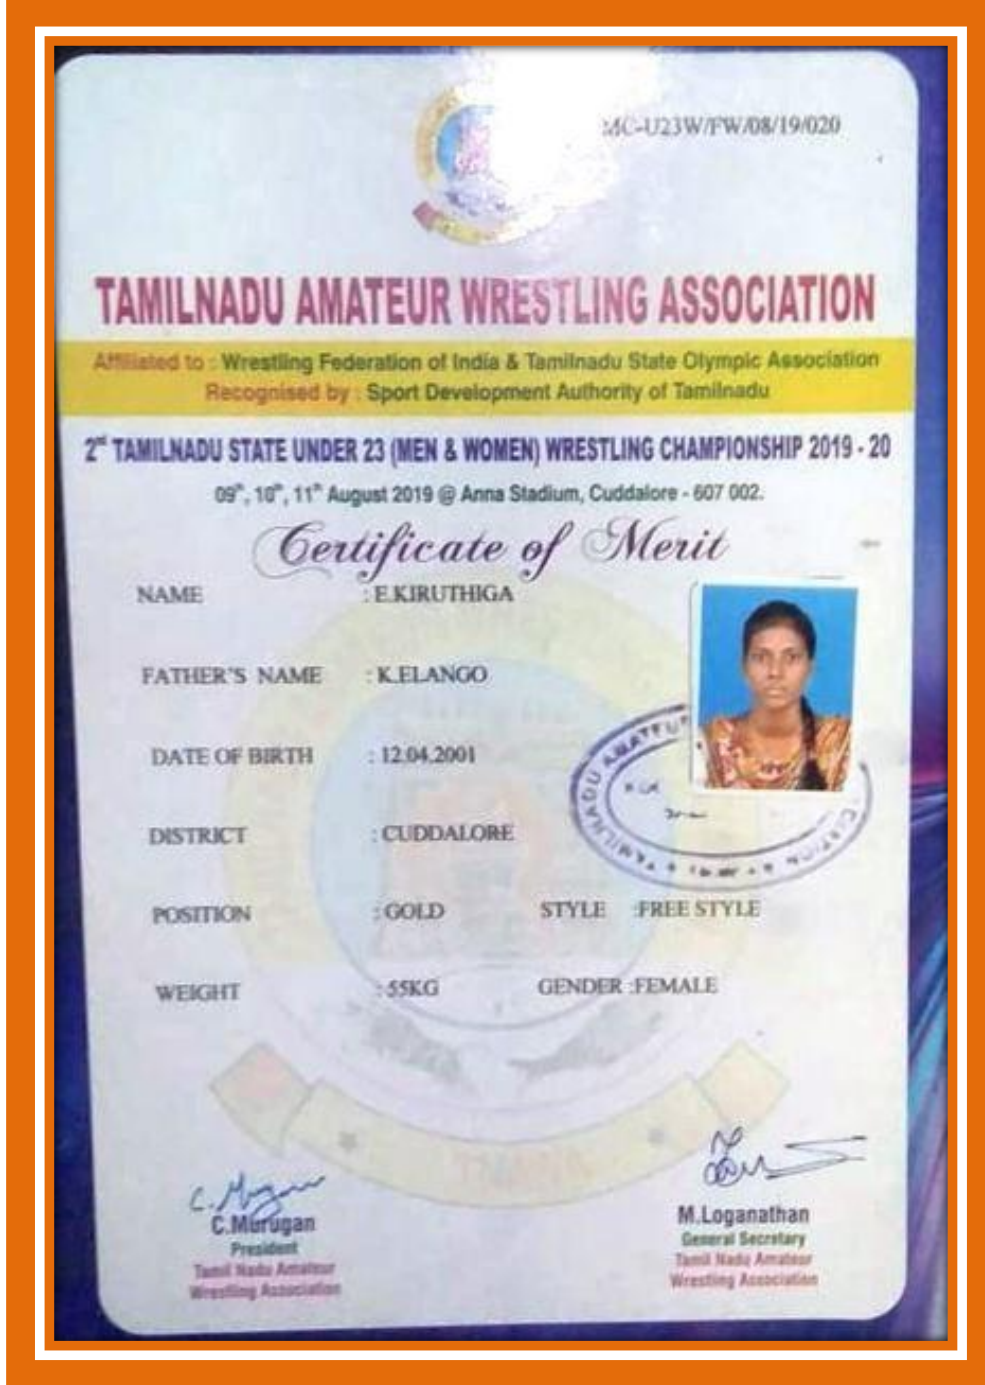 MC-U23W/FW/08/19/020
TAMILNADU AMATEUR WRESTLING ASSOCIATION
Affiliated to : Wrestling Federation of India & Tamilnadu State Olympic Association
Recognised by : Sport Development Authority of Tamilnadu
2nd TAMILNADU STATE UNDER 23 (MEN & WOMEN) WRESTLING CHAMPIONSHIP 2019 - 20
09th, 10th, 11th August 2019 @ Anna Stadium, Cuddalore - 607 002.
Certificate of Merit
NAME : E.KIRUTHIGA
FATHER'S NAME : K.ELANGO
DATE OF BIRTH : 12.04.2001
DISTRICT : CUDDALORE
TAMILNADU AMATEUR
POSITION : GOLD STYLE :FREE STYLE
WEIGHT : 55KG GENDER :FEMALE
C.Murugan
President
Tamil Nadu Amateur
Wrestling Association
M.Loganathan
General Secretary
Tamil Nadu Amateur
Wrestling Association